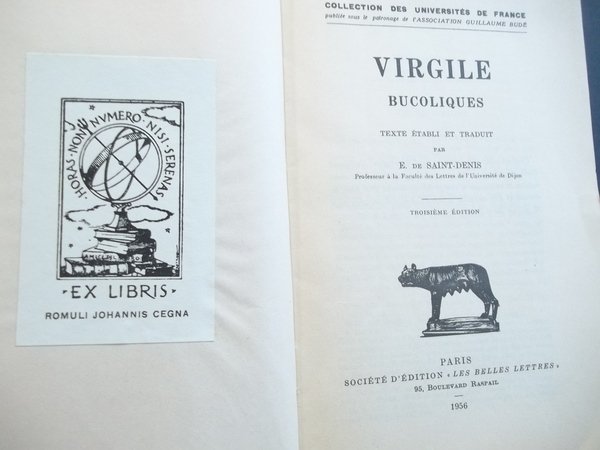 HORAS·NON·NVMERO·NISI·SERENAS
·EX LIBRIS·
ROMULI JOHANNIS CEGNA
COLLECTION DES UNIVERSITÉS DE FRANCE
publiée sous le patronage de l'ASSOCIATION GUILLAUME BUDÉ
VIRGILE
BUCOLIQUES
TEXTE ÉTABLI ET TRADUIT
PAR
E. DE SAINT-DENIS
Professeur à la Faculté des Lettres de l'Université de Dijon
TROISIÈME ÉDITION
PARIS
SOCIÉTÉ D'ÉDITION « LES BELLES LETTRES »
95, BOULEVARD RASPAIL
1956